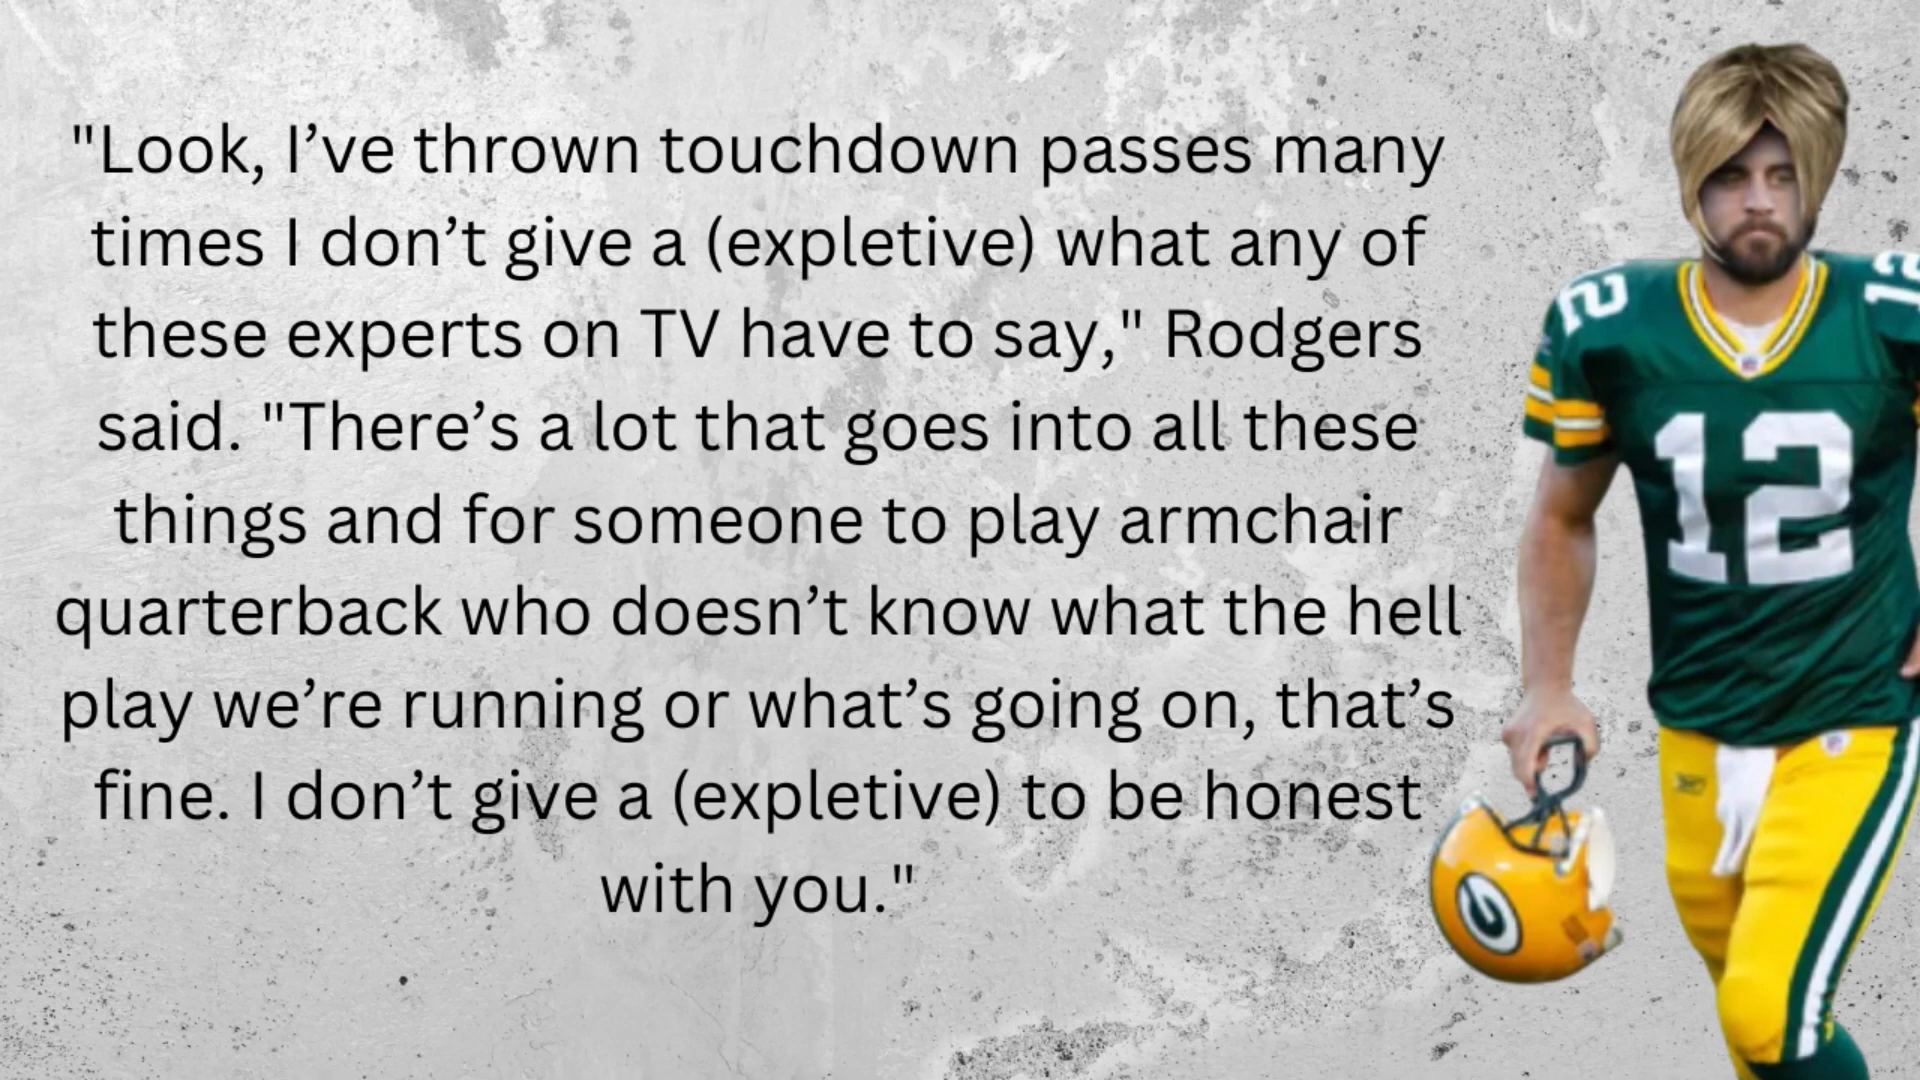 "Look, I’ve thrown touchdown passes many
times I don’t give a (expletive) what any of
these experts on TV have to say," Rodgers
said. "There’s a lot that goes into all these
things and for someone to play armchair
quarterback who doesn’t know what the hell
play we’re running or what’s going on, that’s
fine. I don’t give a (expletive) to be honest
with you."
12
12
12
G